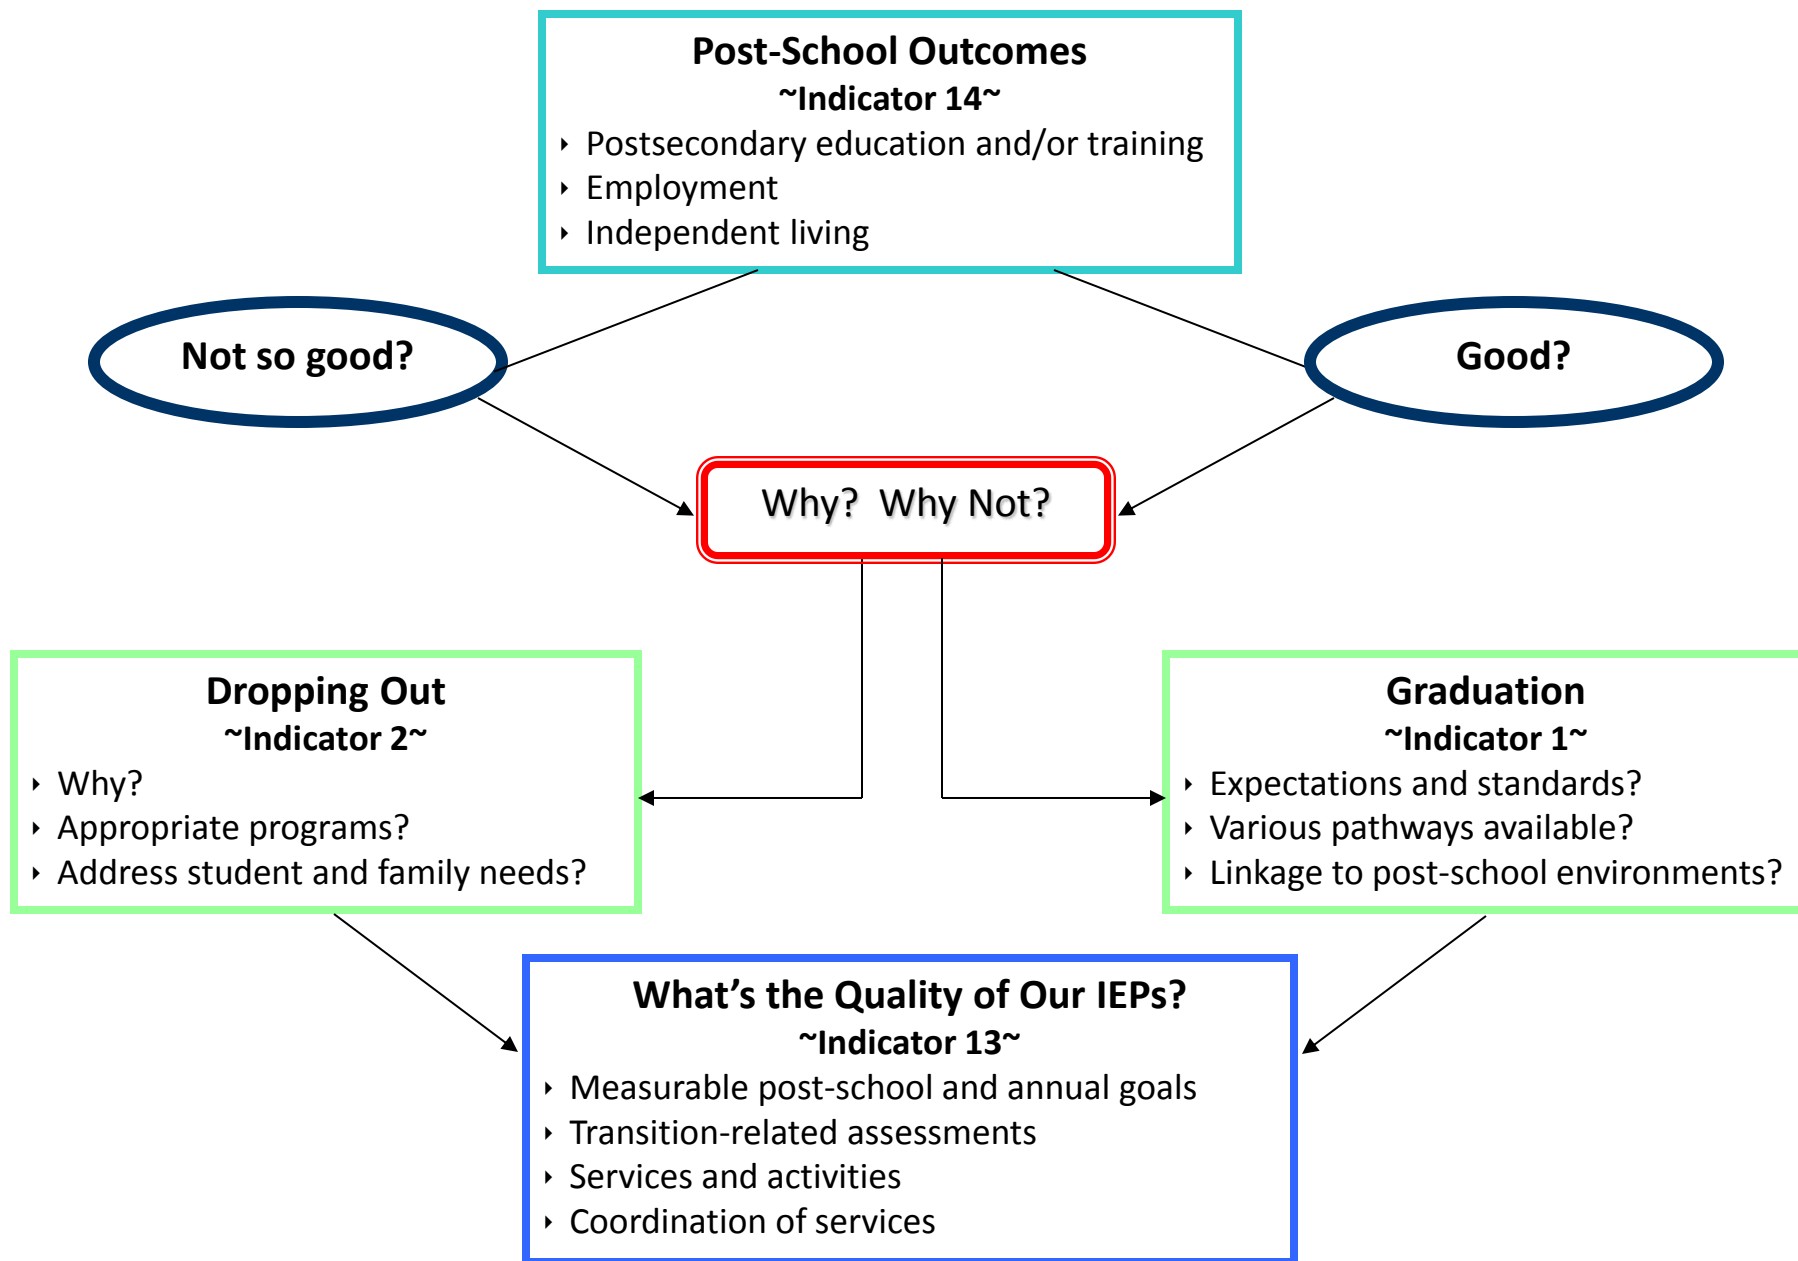 Post-School Outcomes
~Indicator 14~
‣ Postsecondary education and/or training
‣ Employment
‣ Independent living
Not so good?
Good?
Why?  Why Not?
Dropping Out
~Indicator 2~
‣ Why?
‣ Appropriate programs?
‣ Address student and family needs?
Graduation
~Indicator 1~
‣ Expectations and standards?
‣ Various pathways available?
‣ Linkage to post-school environments?
What’s the Quality of Our IEPs?
~Indicator 13~
‣ Measurable post-school and annual goals
‣ Transition-related assessments
‣ Services and activities
‣ Coordination of services